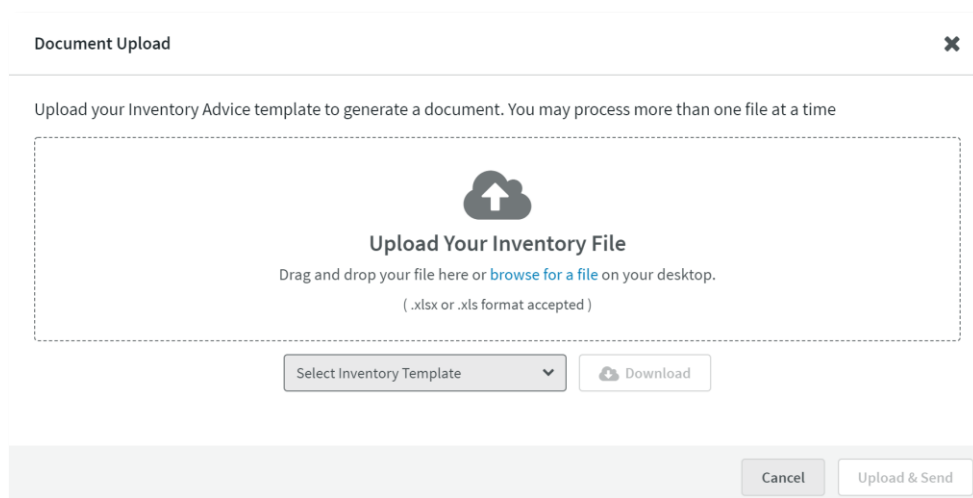 Document Upload
Upload your Inventory Advice template to generate a document. You may process more than one file at a time
Upload Your Inventory File
Drag and drop your file here or browse for a file on your desktop.
( .xlsx or .xls format accepted )
Select Inventory Template
Download
Cancel
Upload & Send